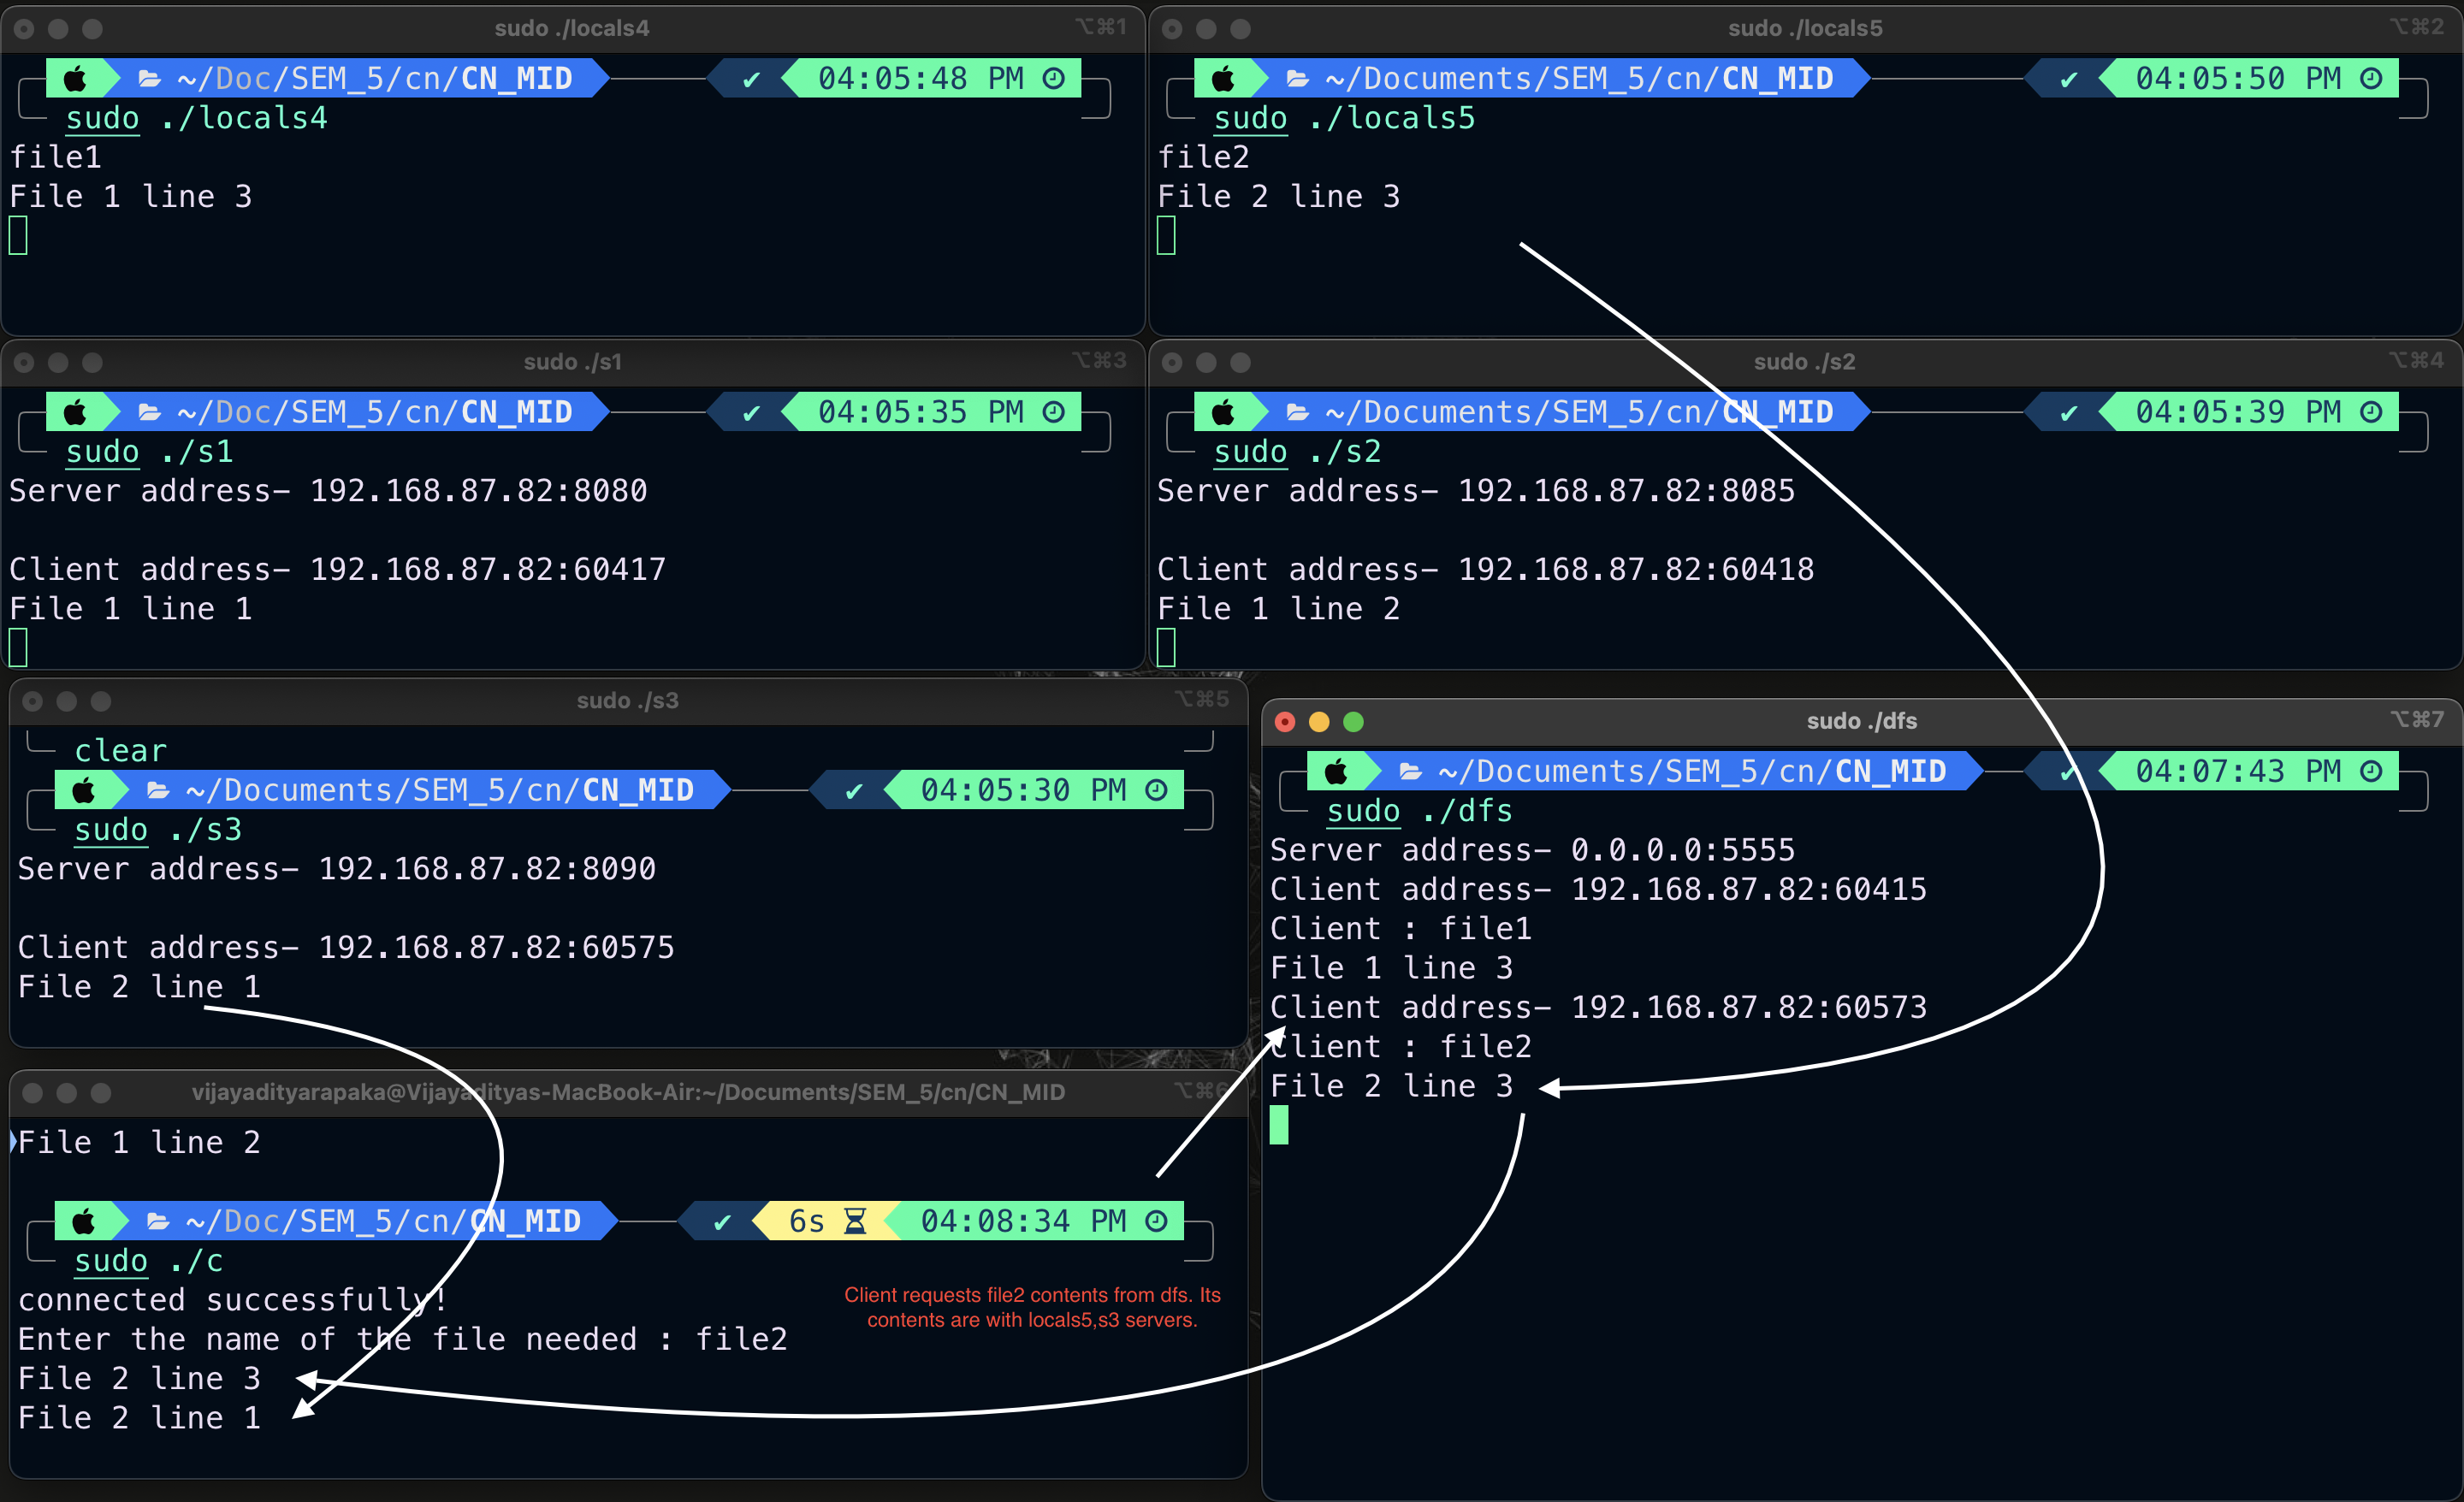 sudo ./locals4
⌥⌘1
~/Doc/SEM_5/cn/CN_MID ✔ 04:05:48 PM
sudo ./locals4
file1
File 1 line 3
sudo ./locals5
⌥⌘2
~/Documents/SEM_5/cn/CN_MID ✔ 04:05:50 PM
sudo ./locals5
file2
File 2 line 3
sudo ./s1
⌥⌘3
~/Doc/SEM_5/cn/CN_MID ✔ 04:05:35 PM
sudo ./s1
Server address– 192.168.87.82:8080
Client address– 192.168.87.82:60417
File 1 line 1
sudo ./s2
⌥⌘4
~/Documents/SEM_5/cn/CN_MID ✔ 04:05:39 PM
sudo ./s2
Server address– 192.168.87.82:8085
Client address– 192.168.87.82:60418
File 1 line 2
sudo ./s3
⌥⌘5
clear
~/Documents/SEM_5/cn/CN_MID ✔ 04:05:30 PM
sudo ./s3
Server address– 192.168.87.82:8090
Client address– 192.168.87.82:60575
File 2 line 1
vijayadityarapaka@Vijayadityas-MacBook-Air:~/Documents/SEM_5/cn/CN_MID
⌥⌘6
File 1 line 2
~/Doc/SEM_5/cn/CN_MID ✔ 6s 04:08:34 PM
sudo ./c
connected successfully!
Enter the name of the file needed : file2
File 2 line 3
File 2 line 1
Client requests file2 contents from dfs. Its
contents are with locals5,s3 servers.
sudo ./dfs
⌥⌘7
~/Documents/SEM_5/cn/CN_MID ✔ 04:07:43 PM
sudo ./dfs
Server address– 0.0.0.0:5555
Client address– 192.168.87.82:60415
Client : file1
File 1 line 3
Client address– 192.168.87.82:60573
Client : file2
File 2 line 3